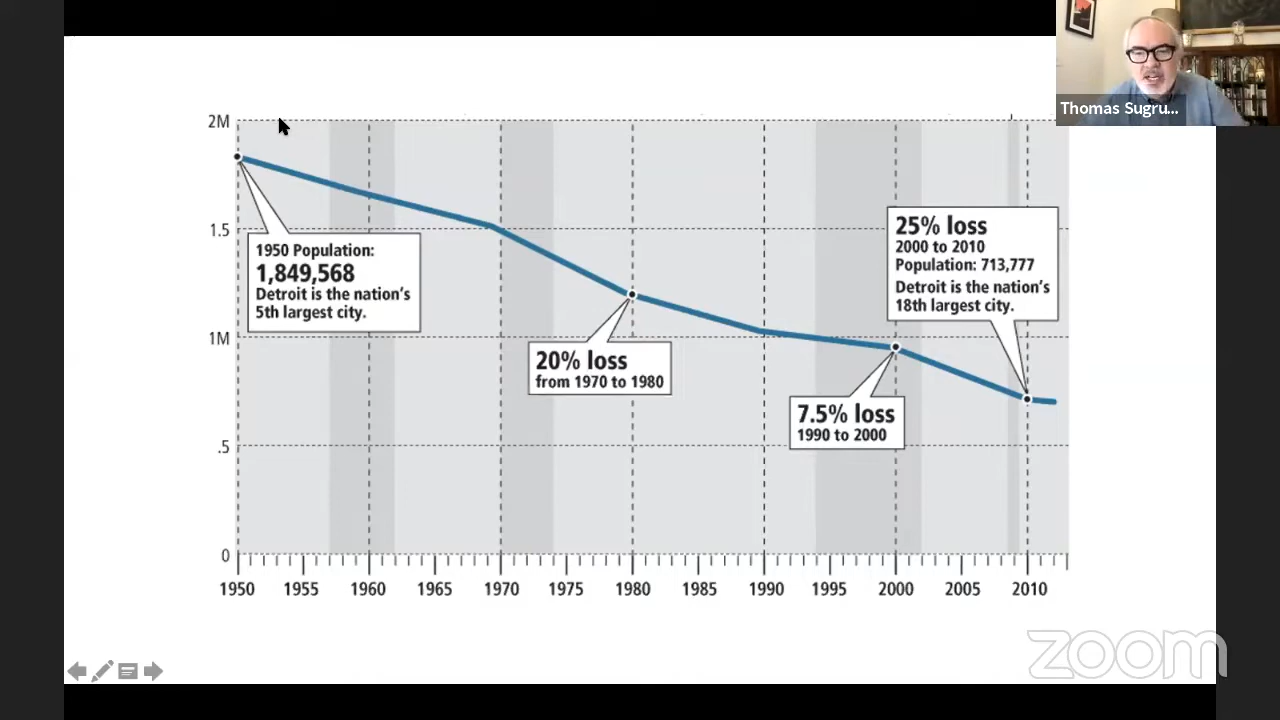 Thomas Sugru...
2M
1.5
1M
.5
0
1950 Population:
1,849,568
Detroit is the nation's
5th largest city.
20% loss
from 1970 to 1980
7.5% loss
1990 to 2000
25% loss
2000 to 2010
Population: 713,777
Detroit is the nation's
18th largest city.
1950 1955 1960 1965 1970 1975 1980 1985 1990 1995 2000 2005 2010
zoom